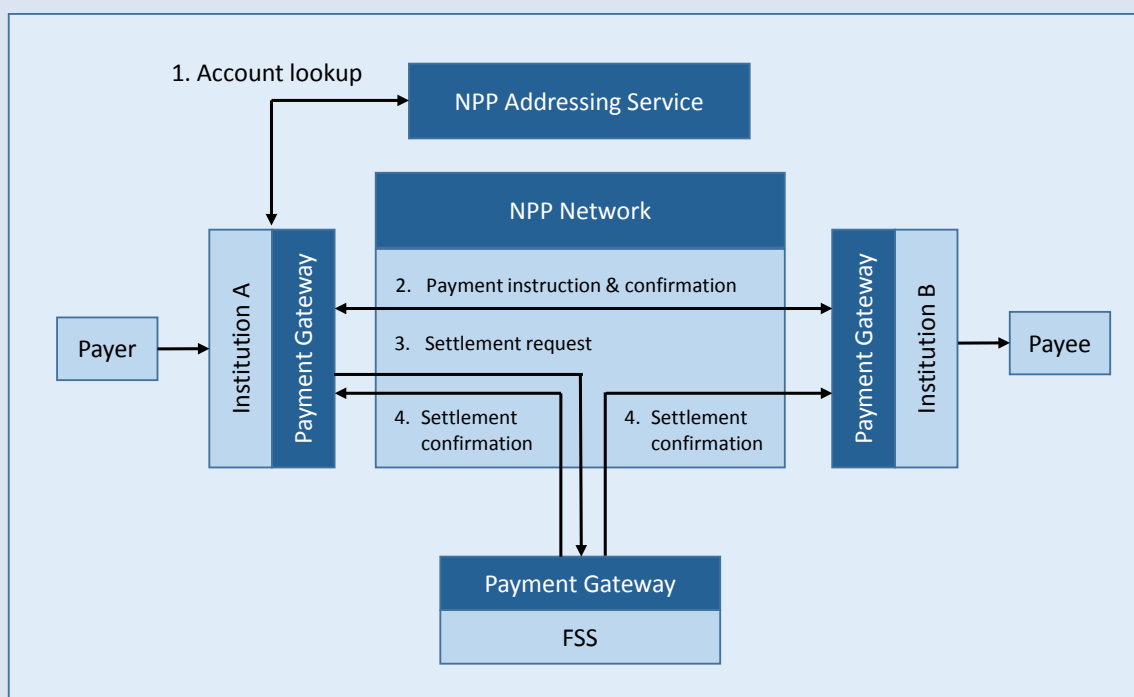 1. Account lookup
NPP Addressing Service
NPP Network
Payer
Institution A
Payment Gateway
2. Payment instruction & confirmation
3. Settlement request
4. Settlement
confirmation
4. Settlement
confirmation
Payment Gateway
Institution B
Payee
Payment Gateway
FSS